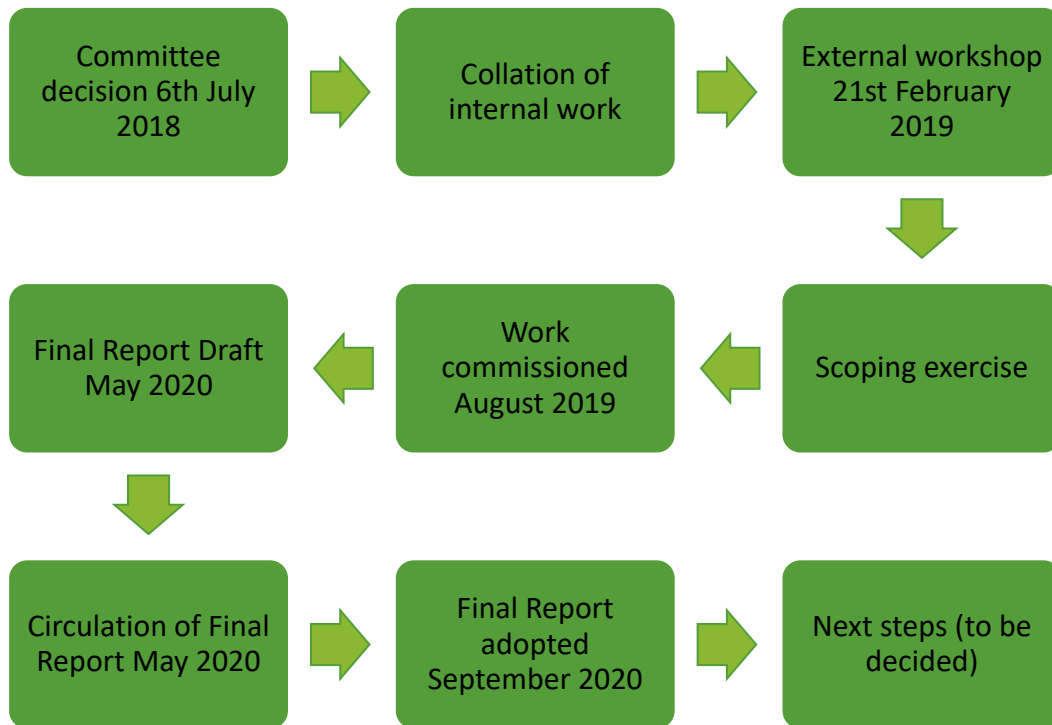 Committee
decision 6th July
2018
Collation of
internal work
External workshop
21st February
2019
Scoping exercise
Work
commissioned
August 2019
Final Report Draft
May 2020
Circulation of Final
Report May 2020
Final Report
adopted
September 2020
Next steps (to be
decided)